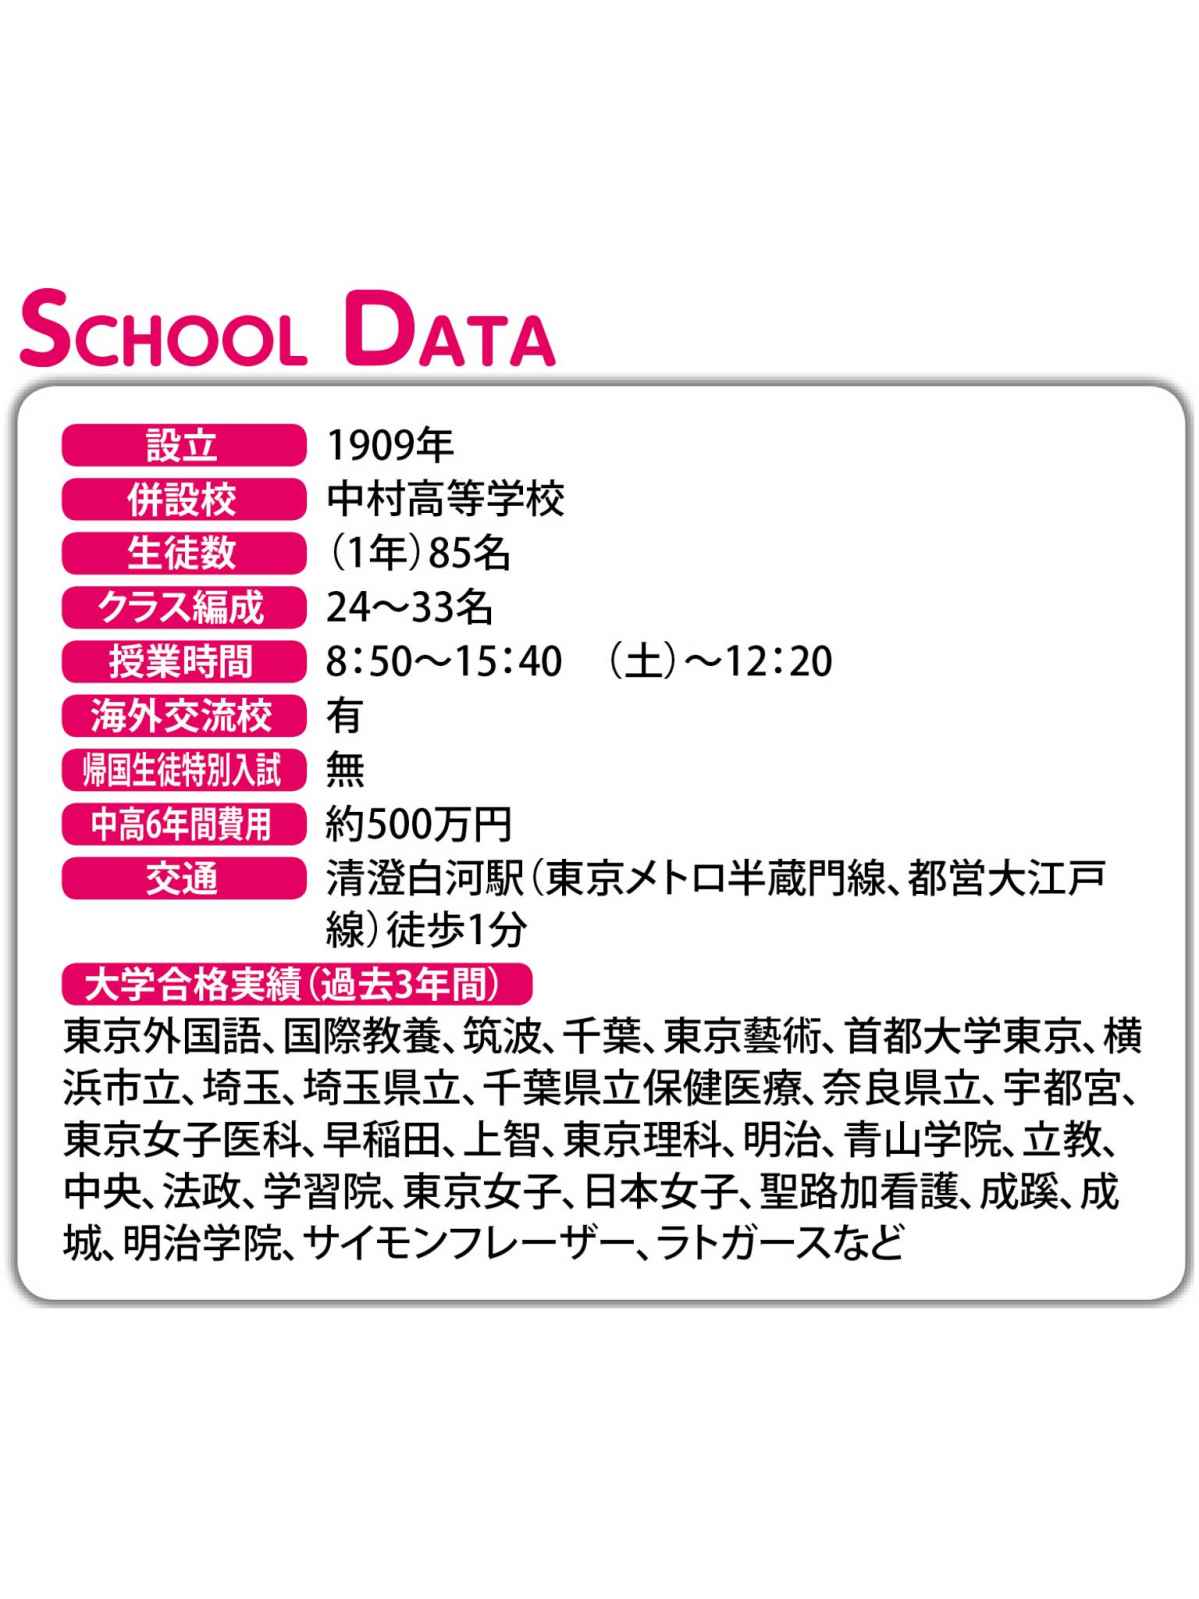 SCHOOL DATA
設立 1909年
併設校 中村高等学校
生徒数 (1年)85名
クラス編成 24～33名
授業時間 8：50～15：40 （土）～12：20
海外交流校 有
帰国生徒特別入試 無
中高6年間費用 約500万円
交通 清澄白河駅（東京メトロ半蔵門線、都営大江戸
線）徒歩1分
大学合格実績（過去3年間）
東京外国語、国際教養、筑波、千葉、東京藝術、首都大学東京、横
浜市立、埼玉、埼玉県立、千葉県立保健医療、奈良県立、宇都宮、
東京女子医科、早稲田、上智、東京理科、明治、青山学院、立教、
中央、法政、学習院、東京女子、日本女子、聖路加看護、成蹊、成
城、明治学院、サイモンフレーザー、ラトガースなど